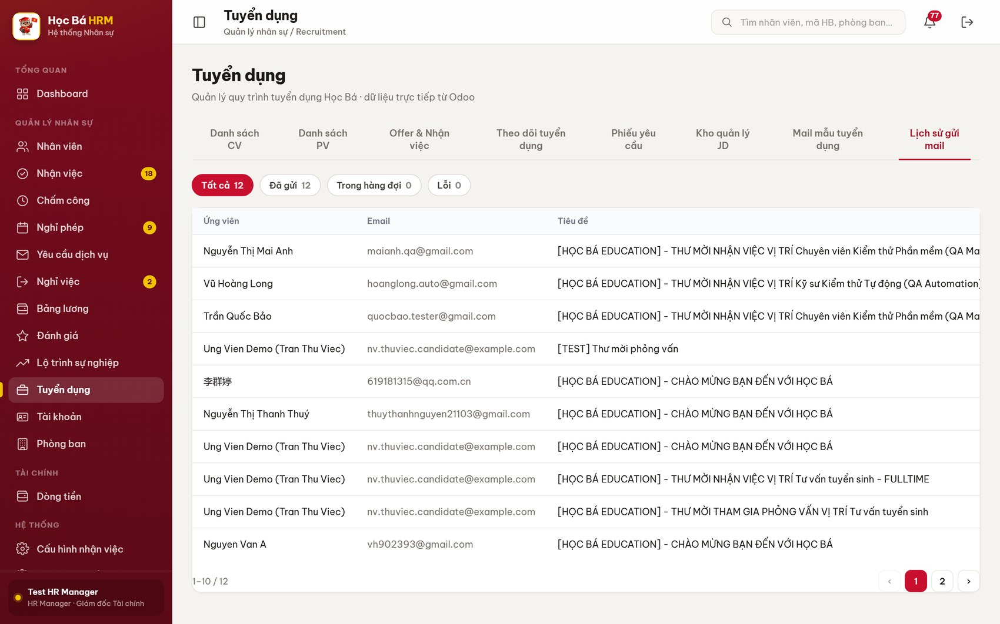 Học Bá HRM
Hệ thống Nhân sự
TỔNG QUAN
Dashboard
QUẢN LÝ NHÂN SỰ
Nhân viên
Nhận việc 18
Chấm công
Nghỉ phép 9
Yêu cầu dịch vụ
Nghỉ việc 2
Bảng lương
Đánh giá
Lộ trình sự nghiệp
Tuyển dụng
Tài khoản
Phòng ban
TÀI CHÍNH
Dòng tiền
HỆ THỐNG
Cấu hình nhận việc
Test HR Manager
HR Manager · Giám đốc Tài chính
Tuyển dụng
Quản lý nhân sự / Recruitment
Tìm nhân viên, mã HB, phòng ban...
77
Tuyển dụng
Quản lý quy trình tuyển dụng Học Bá · dữ liệu trực tiếp từ Odoo
Danh sách CV
Danh sách PV
Offer & Nhận việc
Theo dõi tuyển dụng
Phiếu yêu cầu
Kho quản lý JD
Mail mẫu tuyển dụng
Lịch sử gửi mail
Tất cả 12
Đã gửi 12
Trong hàng đợi 0
Lỗi 0
Ứng viên Email Tiêu đề
Nguyễn Thị Mai Anh maianh.qa@gmail.com [HỌC BÁ EDUCATION] - THƯ MỜI NHẬN VIỆC VỊ TRÍ Chuyên viên Kiểm thử Phần mềm (QA Ma
Vũ Hoàng Long hoanglong.auto@gmail.com [HỌC BÁ EDUCATION] - THƯ MỜI NHẬN VIỆC VỊ TRÍ Kỹ sư Kiểm thử Tự động (QA Automation)
Trần Quốc Bảo quocbao.tester@gmail.com [HỌC BÁ EDUCATION] - THƯ MỜI NHẬN VIỆC VỊ TRÍ Chuyên viên Kiểm thử Phần mềm (QA Ma
Ung Vien Demo (Tran Thu Viec) nv.thuviec.candidate@example.com [TEST] Thư mời phỏng vấn
李群婷 619181315@qq.com.cn [HỌC BÁ EDUCATION] - CHÀO MỪNG BẠN ĐẾN VỚI HỌC BÁ
Nguyễn Thị Thanh Thuý thuythanhnguyen21103@gmail.com [HỌC BÁ EDUCATION] - CHÀO MỪNG BẠN ĐẾN VỚI HỌC BÁ
Ung Vien Demo (Tran Thu Viec) nv.thuviec.candidate@example.com [HỌC BÁ EDUCATION] - CHÀO MỪNG BẠN ĐẾN VỚI HỌC BÁ
Ung Vien Demo (Tran Thu Viec) nv.thuviec.candidate@example.com [HỌC BÁ EDUCATION] - THƯ MỜI NHẬN VIỆC VỊ TRÍ Tư vấn tuyển sinh - FULLTIME
Ung Vien Demo (Tran Thu Viec) nv.thuviec.candidate@example.com [HỌC BÁ EDUCATION] - THƯ MỜI THAM GIA PHỎNG VẤN VỊ TRÍ Tư vấn tuyển sinh
Nguyen Van A vh902393@gmail.com [HỌC BÁ EDUCATION] - CHÀO MỪNG BẠN ĐẾN VỚI HỌC BÁ
1–10 / 12
‹ 1 2 ›